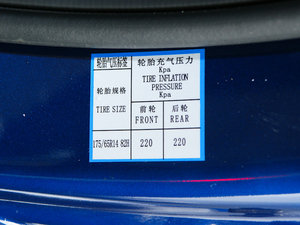 轮胎气压标签
轮胎充气压力
Kpa
TIRE INFLATION
PRESSURE
Kpa
轮胎规格
TIRE SIZE
前轮
FRONT
后轮
REAR
175/65R14 82H
220
220